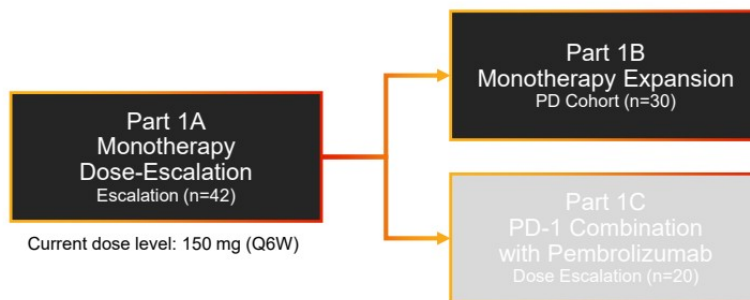 Part 1A
Monotherapy
Dose-Escalation
Escalation (n=42)
Current dose level: 150 mg (Q6W)
Part 1B
Monotherapy Expansion
PD Cohort (n=30)
Part 1C
PD-1 Combination
with Pembrolizumab
Dose Escalation (n=20)